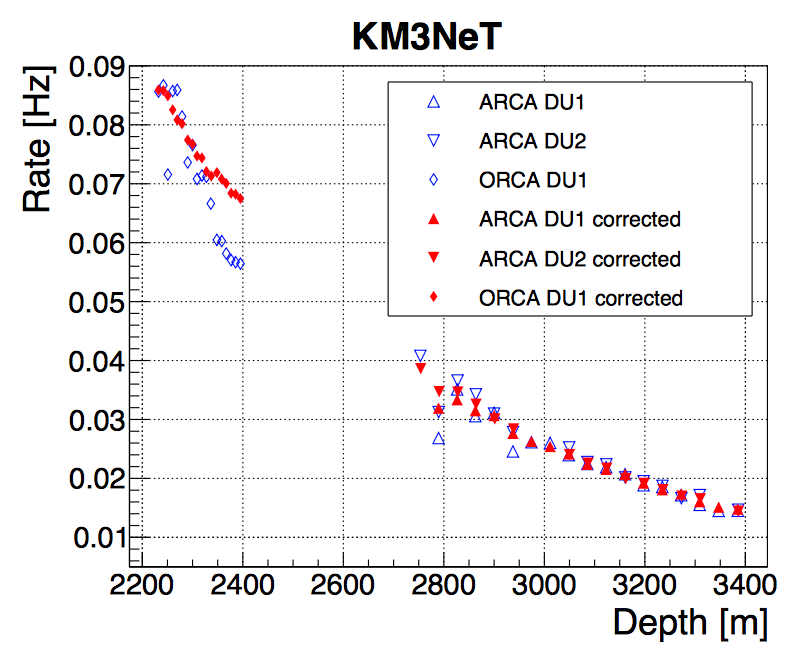 KM3NeT
Rate [Hz]
0.09
0.08
0.07
0.06
0.05
0.04
0.03
0.02
0.01
ARCA DU1
ARCA DU2
ORCA DU1
ARCA DU1 corrected
ARCA DU2 corrected
ORCA DU1 corrected
2200 2400 2600 2800 3000 3200 3400
Depth [m]